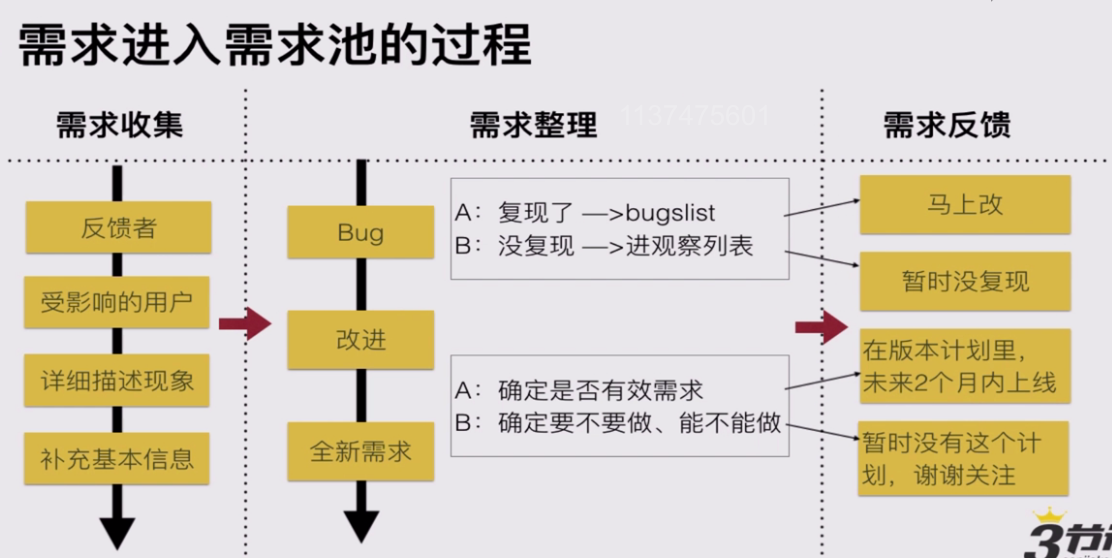 需求进入需求池的过程
需求收集
需求整理
1137475601
需求反馈
反馈者
受影响的用户
详细描述现象
补充基本信息
Bug
改进
全新需求
A：复现了 —>bugslist
B：没复现 —>进观察列表
A：确定是否有效需求
B：确定要不要做、能不能做
马上改
暂时没复现
在版本计划里，
未来2个月内上线
暂时没有这个计
划，谢谢关注
3节